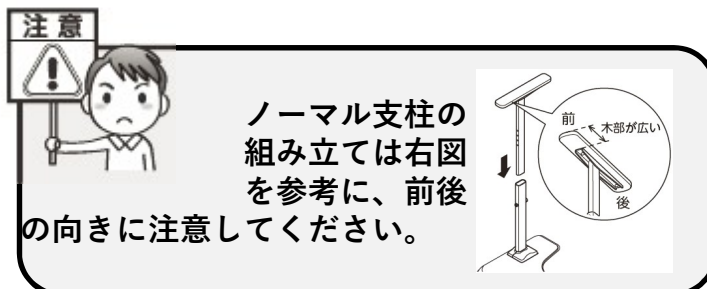 注意
ノーマル支柱の
組み立ては右図
を参考に、前後
の向きに注意してください。
前
木部が広い
後